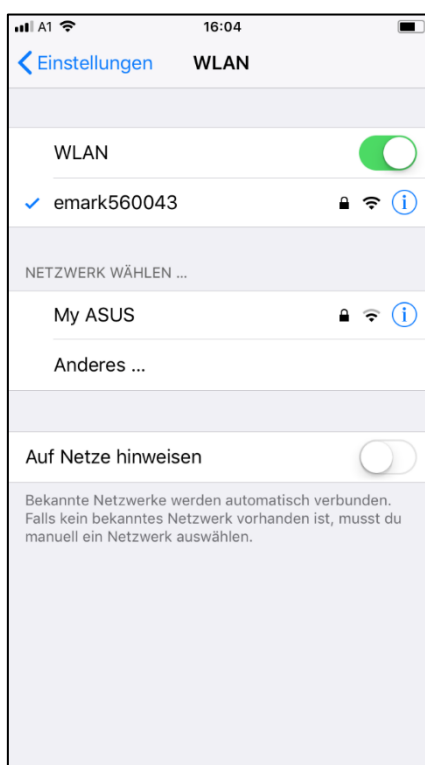 A1 16:04
Einstellungen WLAN
WLAN
emark560043
NETZWERK WÄHLEN ...
My ASUS
Anderes ...
Auf Netze hinweisen
Bekannte Netzwerke werden automatisch verbunden.
Falls kein bekanntes Netzwerk vorhanden ist, musst du
manuell ein Netzwerk auswählen.